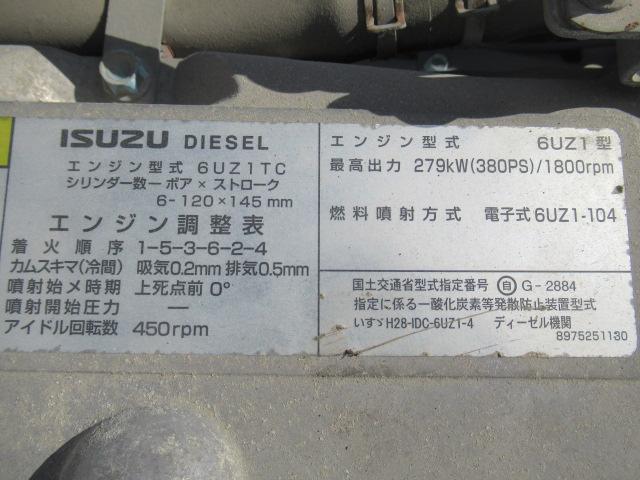 ISUZU DIESEL
エンジン型式 6UZ1TC
シリンダー数ーボア×ストローク
6-120×145mm
エンジン調整表
着火順序 1-5-3-6-2-4
カムスキマ(冷間) 吸気0.2mm 排気0.5mm
噴射始メ時期 上死点前 0°
噴射開始圧力 —
アイドル回転数 450rpm
エンジン型式 6UZ1型
最高出力 279kW(380PS)/1800rpm
燃料噴射方式 電子式6UZ1-104
国土交通省型式指定番号 自 G-2884
指定に係る一酸化炭素等発散防止装置型式
いすゞH28-IDC-6UZ1-4 ディーゼル機関
8975251130